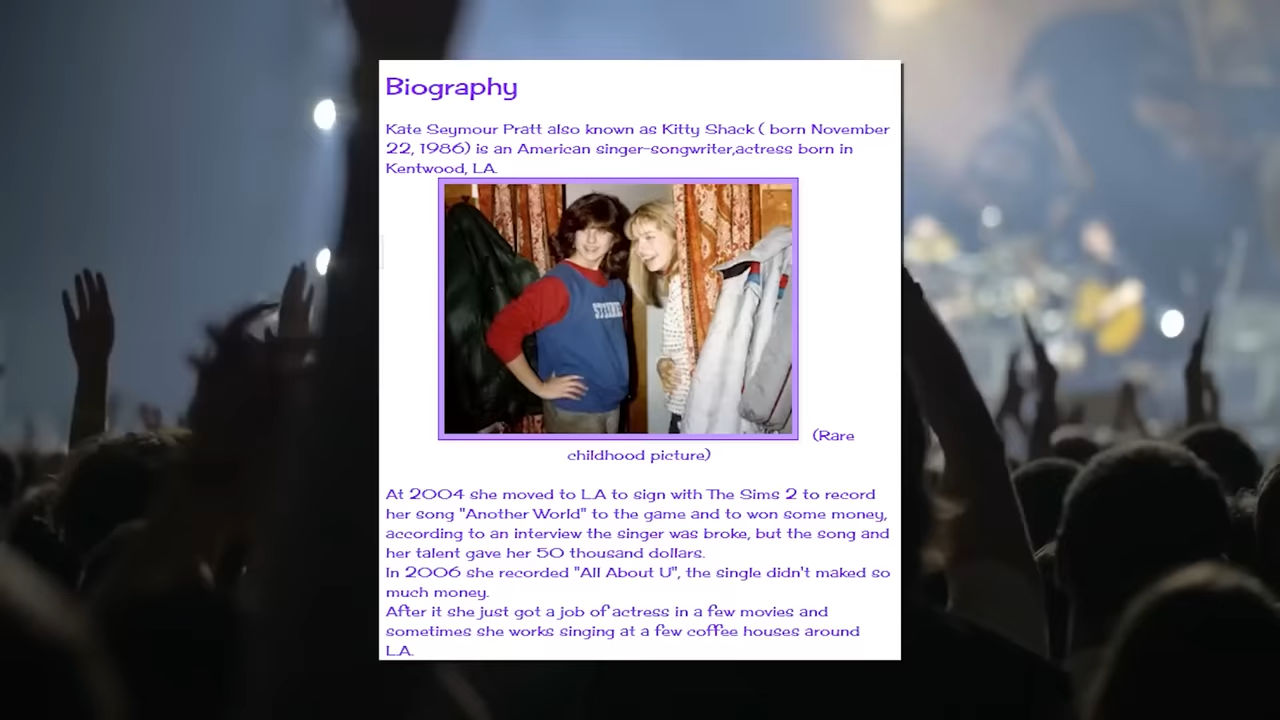 Biography
Kate Seymour Pratt also known as Kitty Shack ( born November
22, 1986) is an American singer-songwriter,actress born in
Kentwood, LA.
(Rare
childhood picture)
At 2004 she moved to LA to sign with The Sims 2 to record
her song "Another World" to the game and to won some money,
according to an interview the singer was broke, but the song and
her talent gave her 50 thousand dollars.
In 2006 she recorded "All About U", the single didn't maked so
much money.
After it she just got a job of actress in a few movies and
sometimes she works singing at a few coffee houses around
LA.